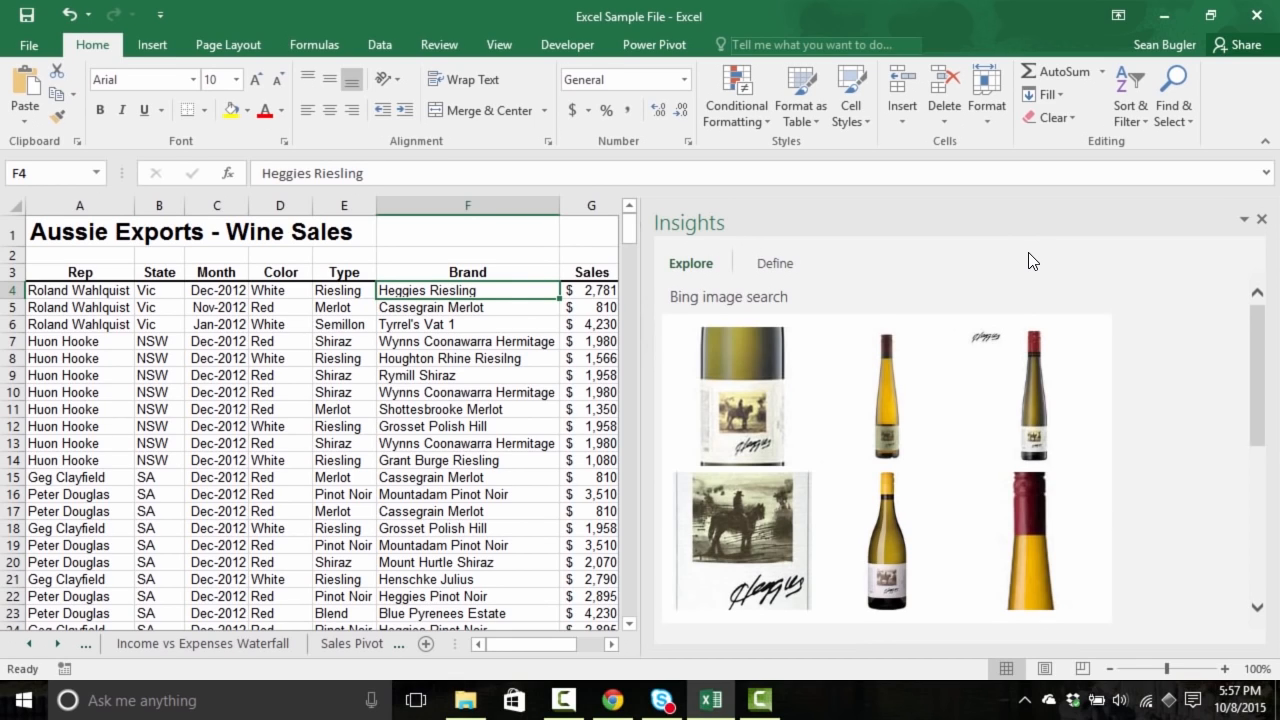 Excel Sample File - Excel
File Home Insert Page Layout Formulas Data Review View Developer Power Pivot Tell me what you want to do... Sean Bugler Share
Arial 10 Wrap Text General AutoSum
Paste B I U Merge & Center $ % , Conditional Formatting Format as Table Cell Styles Insert Delete Format Fill Clear Sort & Filter Find & Select
Clipboard Font Alignment Number Styles Cells Editing
F4 fx Heggies Riesling
A B C D E F G
1 Aussie Exports - Wine Sales
2
3 Rep State Month Color Type Brand Sales
4 Roland Wahlquist Vic Dec-2012 White Riesling Heggies Riesling $ 2,781
5 Roland Wahlquist Vic Nov-2012 Red Merlot Cassegrain Merlot $ 810
6 Roland Wahlquist Vic Jan-2012 White Semillon Tyrrel's Vat 1 $ 4,230
7 Huon Hooke NSW Dec-2012 Red Shiraz Wynns Coonawarra Hermitage $ 1,980
8 Huon Hooke NSW Dec-2012 White Riesling Houghton Rhine Riesilng $ 1,566
9 Huon Hooke NSW Dec-2012 Red Shiraz Rymill Shiraz $ 1,958
10 Huon Hooke NSW Dec-2012 Red Shiraz Wynns Coonawarra Hermitage $ 1,980
11 Huon Hooke NSW Dec-2012 Red Merlot Shottesbrooke Merlot $ 1,350
12 Huon Hooke NSW Dec-2012 White Riesling Grosset Polish Hill $ 1,958
13 Huon Hooke NSW Dec-2012 Red Shiraz Wynns Coonawarra Hermitage $ 1,980
14 Huon Hooke NSW Dec-2012 White Riesling Grant Burge Riesling $ 1,080
15 Geg Clayfield SA Dec-2012 Red Merlot Cassegrain Merlot $ 810
16 Peter Douglas SA Dec-2012 Red Pinot Noir Mountadam Pinot Noir $ 3,510
17 Peter Douglas SA Dec-2012 Red Merlot Cassegrain Merlot $ 810
18 Geg Clayfield SA Dec-2012 White Riesling Grosset Polish Hill $ 1,958
19 Peter Douglas SA Dec-2012 Red Pinot Noir Mountadam Pinot Noir $ 3,510
20 Peter Douglas SA Dec-2012 Red Shiraz Mount Hurtle Shiraz $ 2,070
21 Geg Clayfield SA Dec-2012 White Riesling Henschke Julius $ 2,790
22 Peter Douglas SA Dec-2012 Red Pinot Noir Heggies Pinot Noir $ 2,895
23 Peter Douglas SA Dec-2012 Red Blend Blue Pyrenees Estate $ 4,230
Insights
Explore Define
Bing image search
Heggies
Heggies
... Income vs Expenses Waterfall Sales Pivot ...
Ready 100%
Ask me anything 5:57 PM
10/8/2015